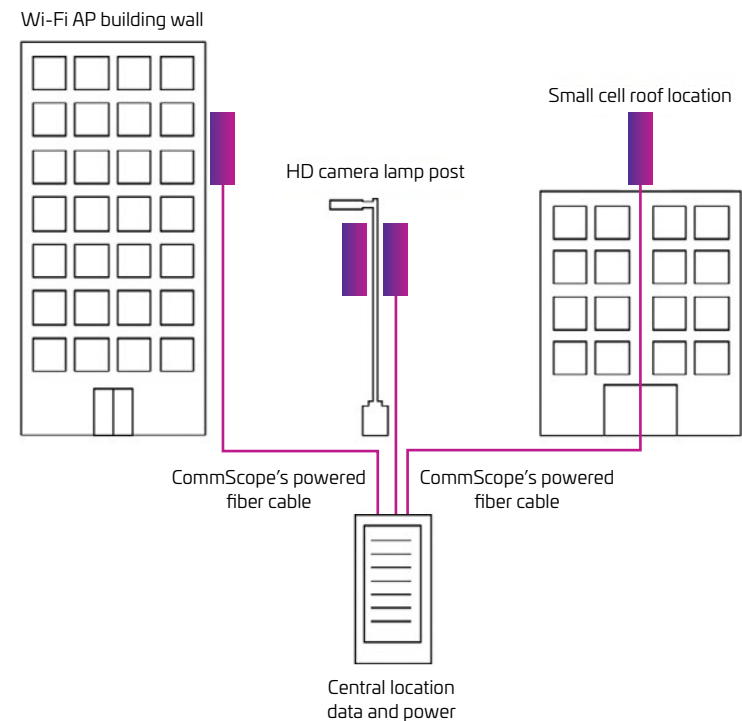 Wi-Fi AP building wall
Small cell roof location
HD camera lamp post
CommScope’s powered
fiber cable
CommScope’s powered
fiber cable
Central location
data and power